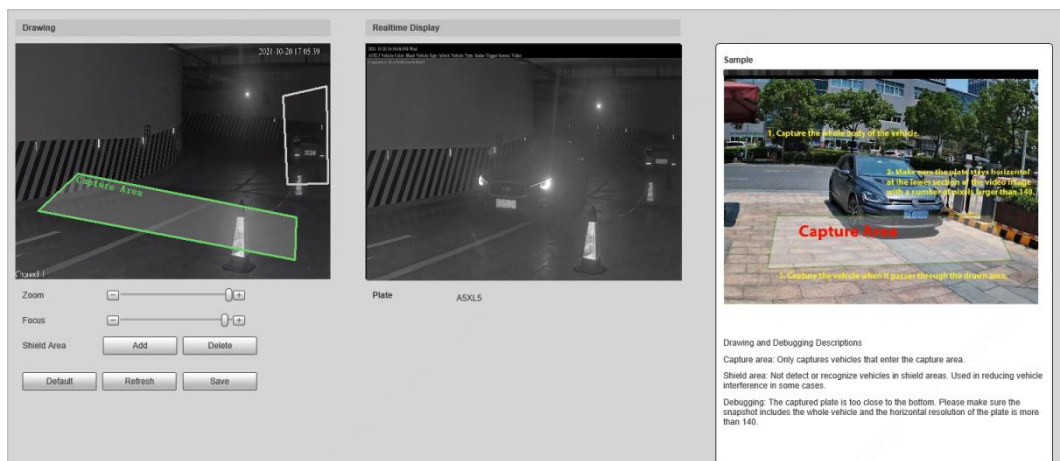 Drawing
2021-10-20 17:05:39
Capture Area
Channel 1
Zoom
Focus
Shield Area
Add
Delete
Default
Refresh
Save
Realtime Display
Plate
A5XL5
Sample
1. Capture the whole body of the vehicle.
2. Make sure the plate stays horizontal
at the lower section of the video image
with a number of pixels larger than 140.
Capture Area
3. Capture the vehicle when it passes through the drawn area.
Drawing and Debugging Descriptions
Capture area: Only captures vehicles that enter the capture area.
Shield area: Not detect or recognize vehicles in shield areas. Used in reducing vehicle
interference in some cases.
Debugging: The captured plate is too close to the bottom. Please make sure the
snapshot includes the whole vehicle and the horizontal resolution of the plate is more
than 140.